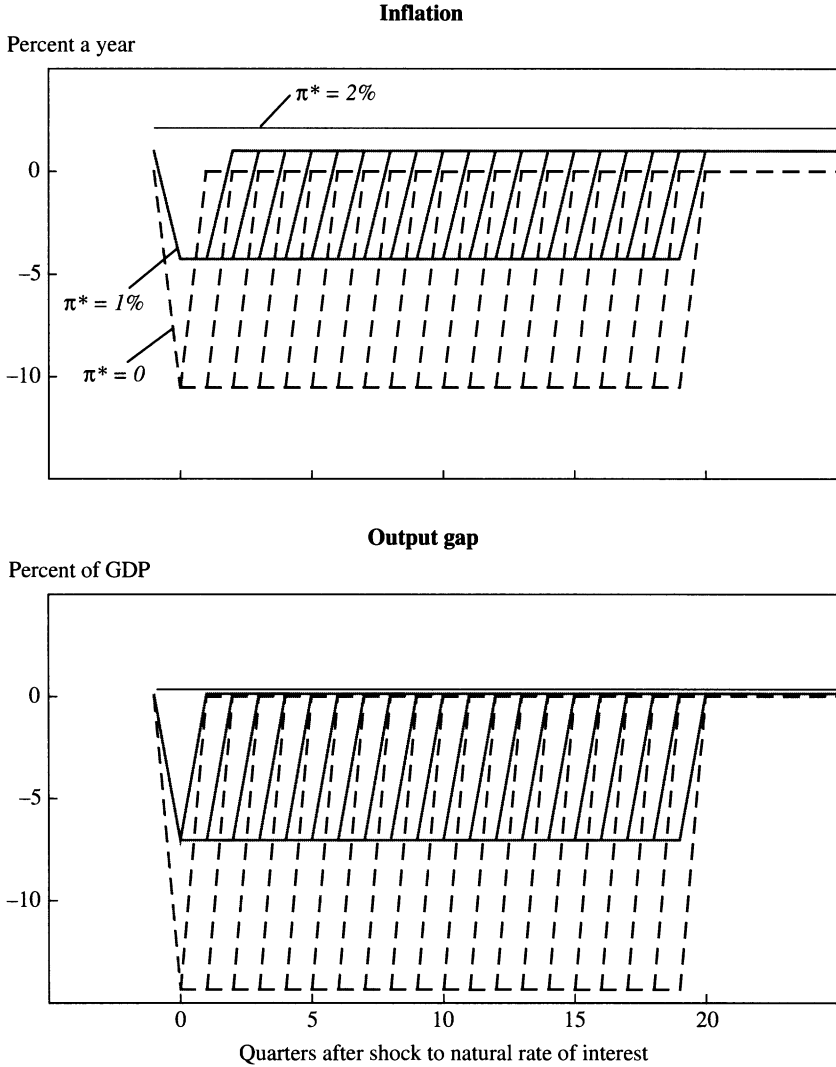 Inflation
Percent a year
π* = 2%
0
−5
π* = 1%
π* = 0
−10
Output gap
Percent of GDP
0
−5
−10
0 5 10 15 20
Quarters after shock to natural rate of interest